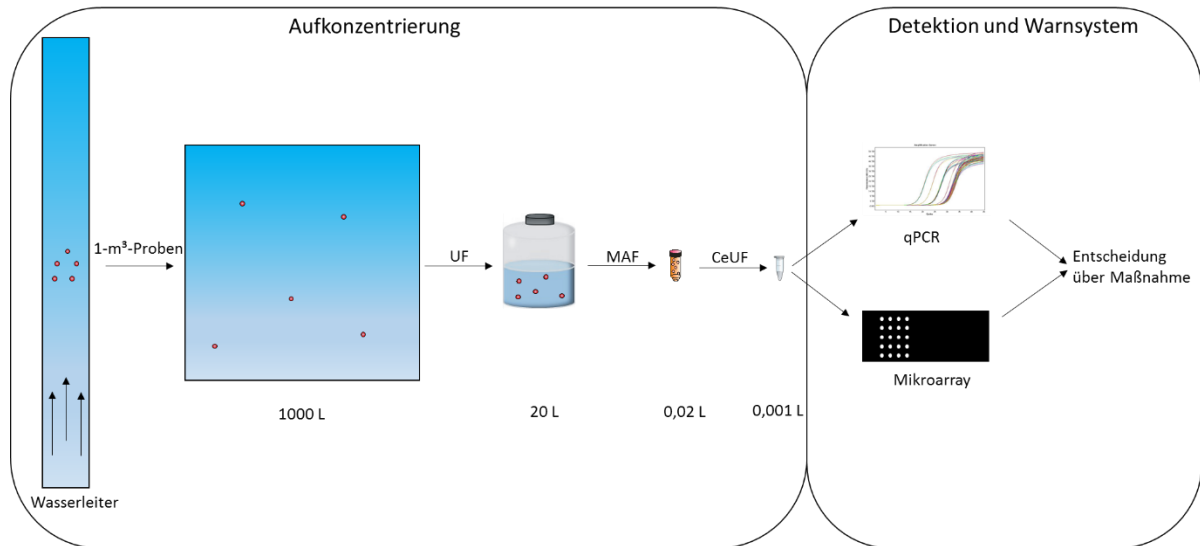 Aufkonzentrierung
Detektion und Warnsystem
1-m³-Proben
UF
MAF
CeUF
qPCR
Entscheidung
über Maßnahme
Mikroarray
1000 L
20 L
0,02 L
0,001 L
Wasserleiter